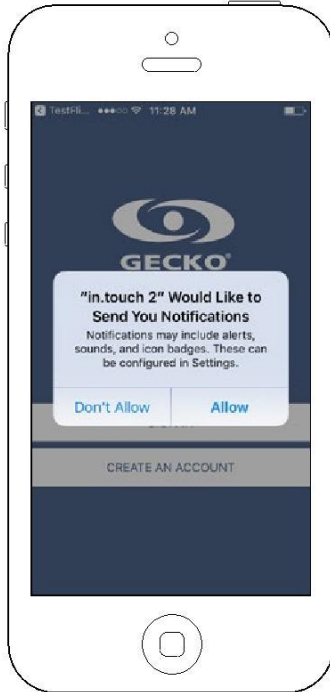 TestFli... 11:28 AM
GECKO
"in.touch 2" Would Like to
Send You Notifications
Notifications may include alerts,
sounds, and icon badges. These can
be configured in Settings.
Don't Allow
Allow
CREATE AN ACCOUNT